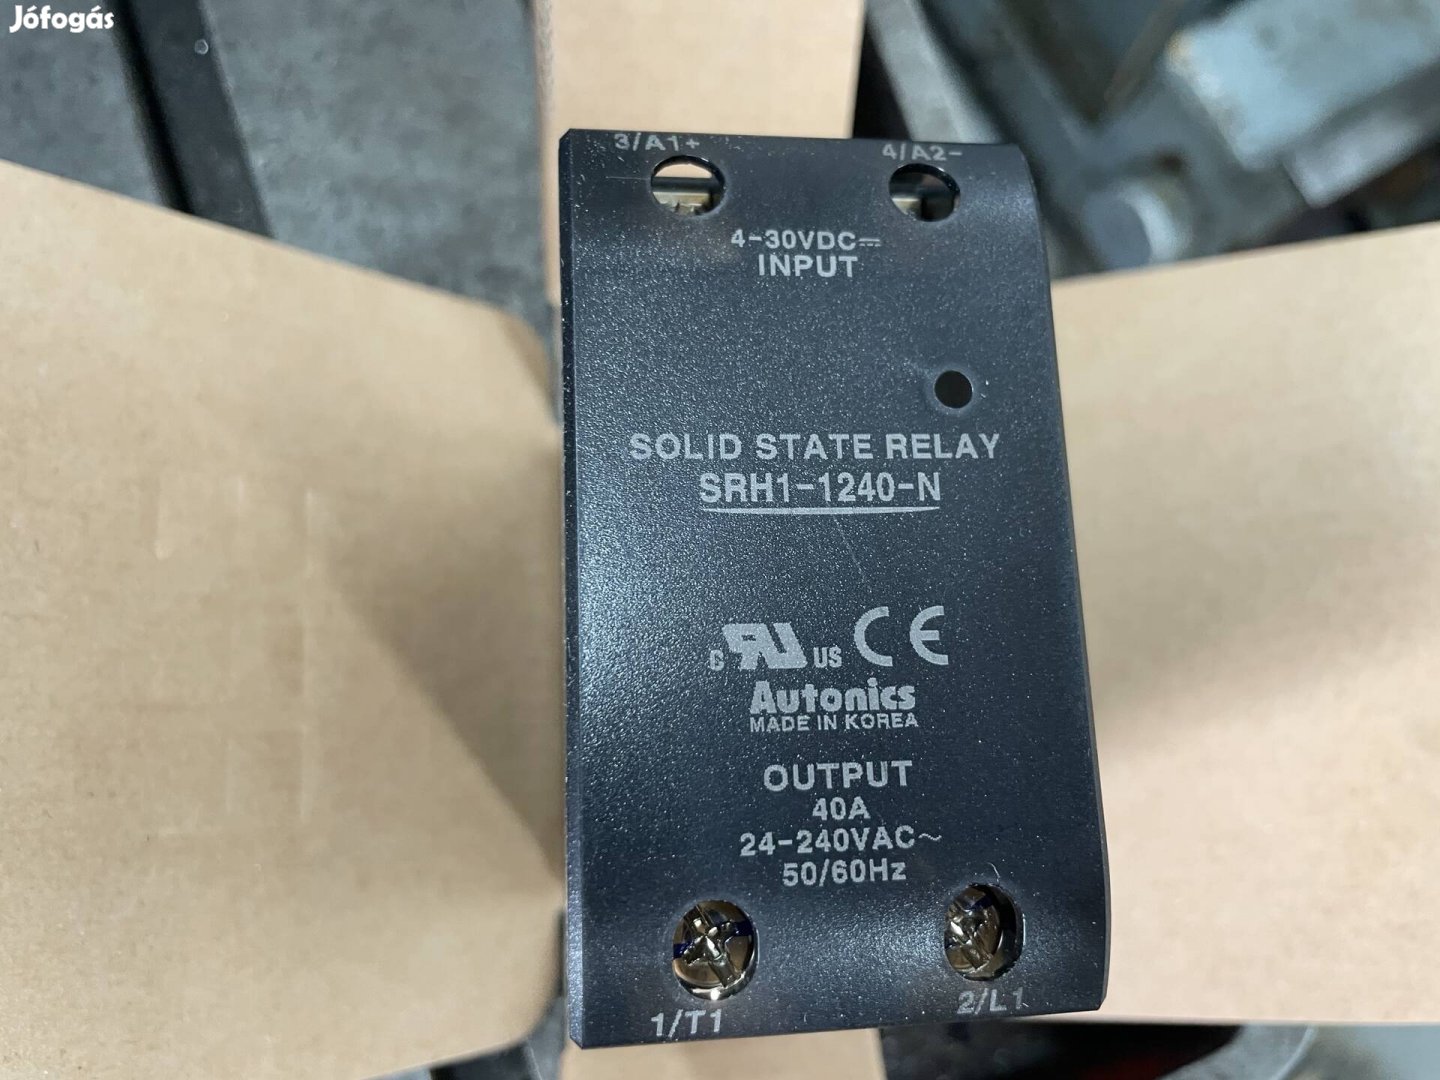 Jófogás
3/A1+ 4/A2-
4-30VDC⎓
INPUT
SOLID STATE RELAY
SRH1-1240-N
c RU US CE
Autonics
MADE IN KOREA
OUTPUT
40A
24-240VAC~
50/60Hz
1/T1 2/L1